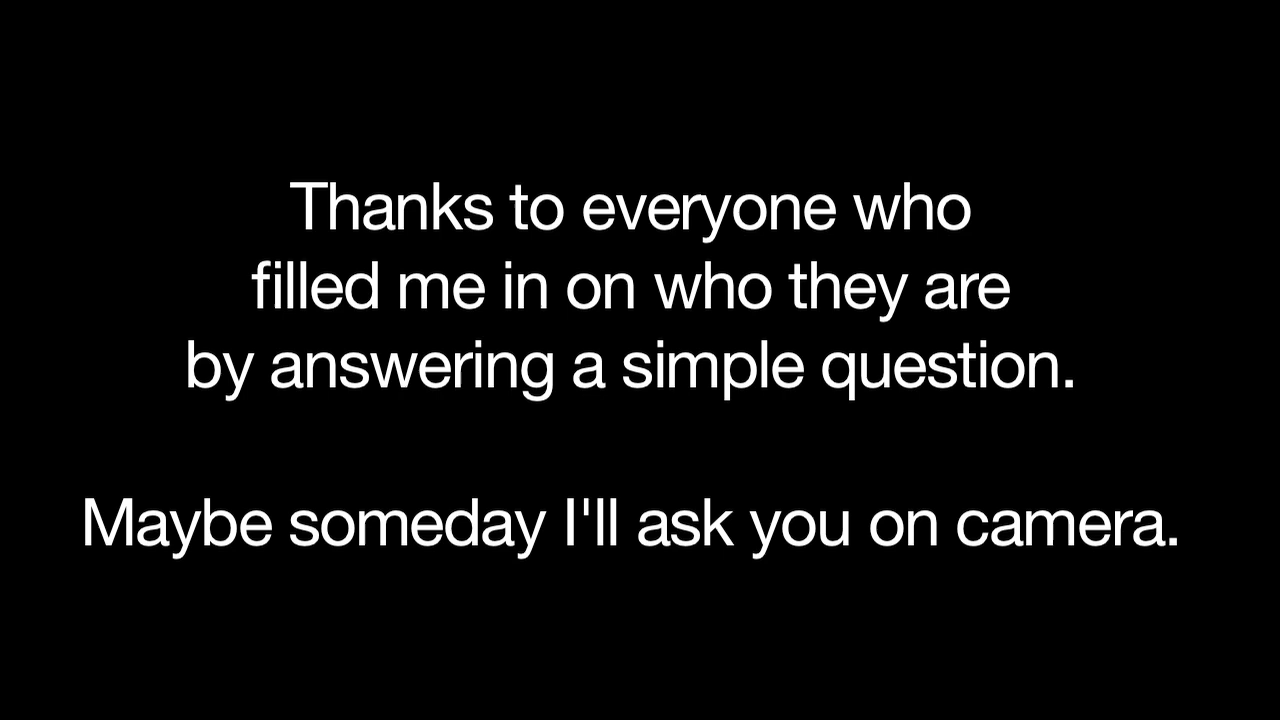 Thanks to everyone who
filled me in on who they are
by answering a simple question.
Maybe someday I'll ask you on camera.